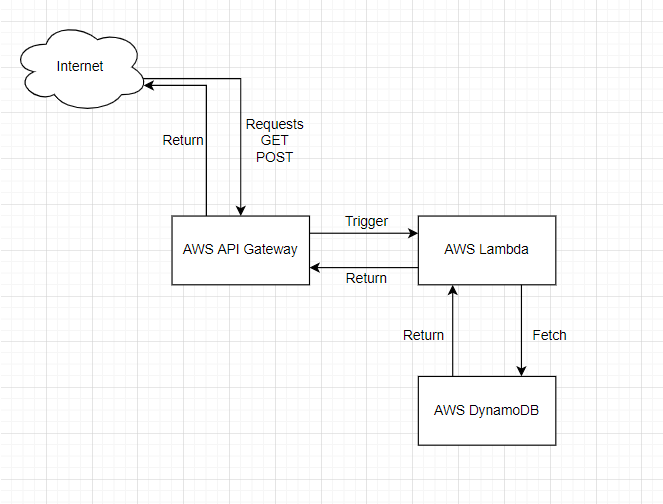 Internet
Return
Requests
GET
POST
AWS API Gateway
Trigger
Return
AWS Lambda
Return
Fetch
AWS DynamoDB